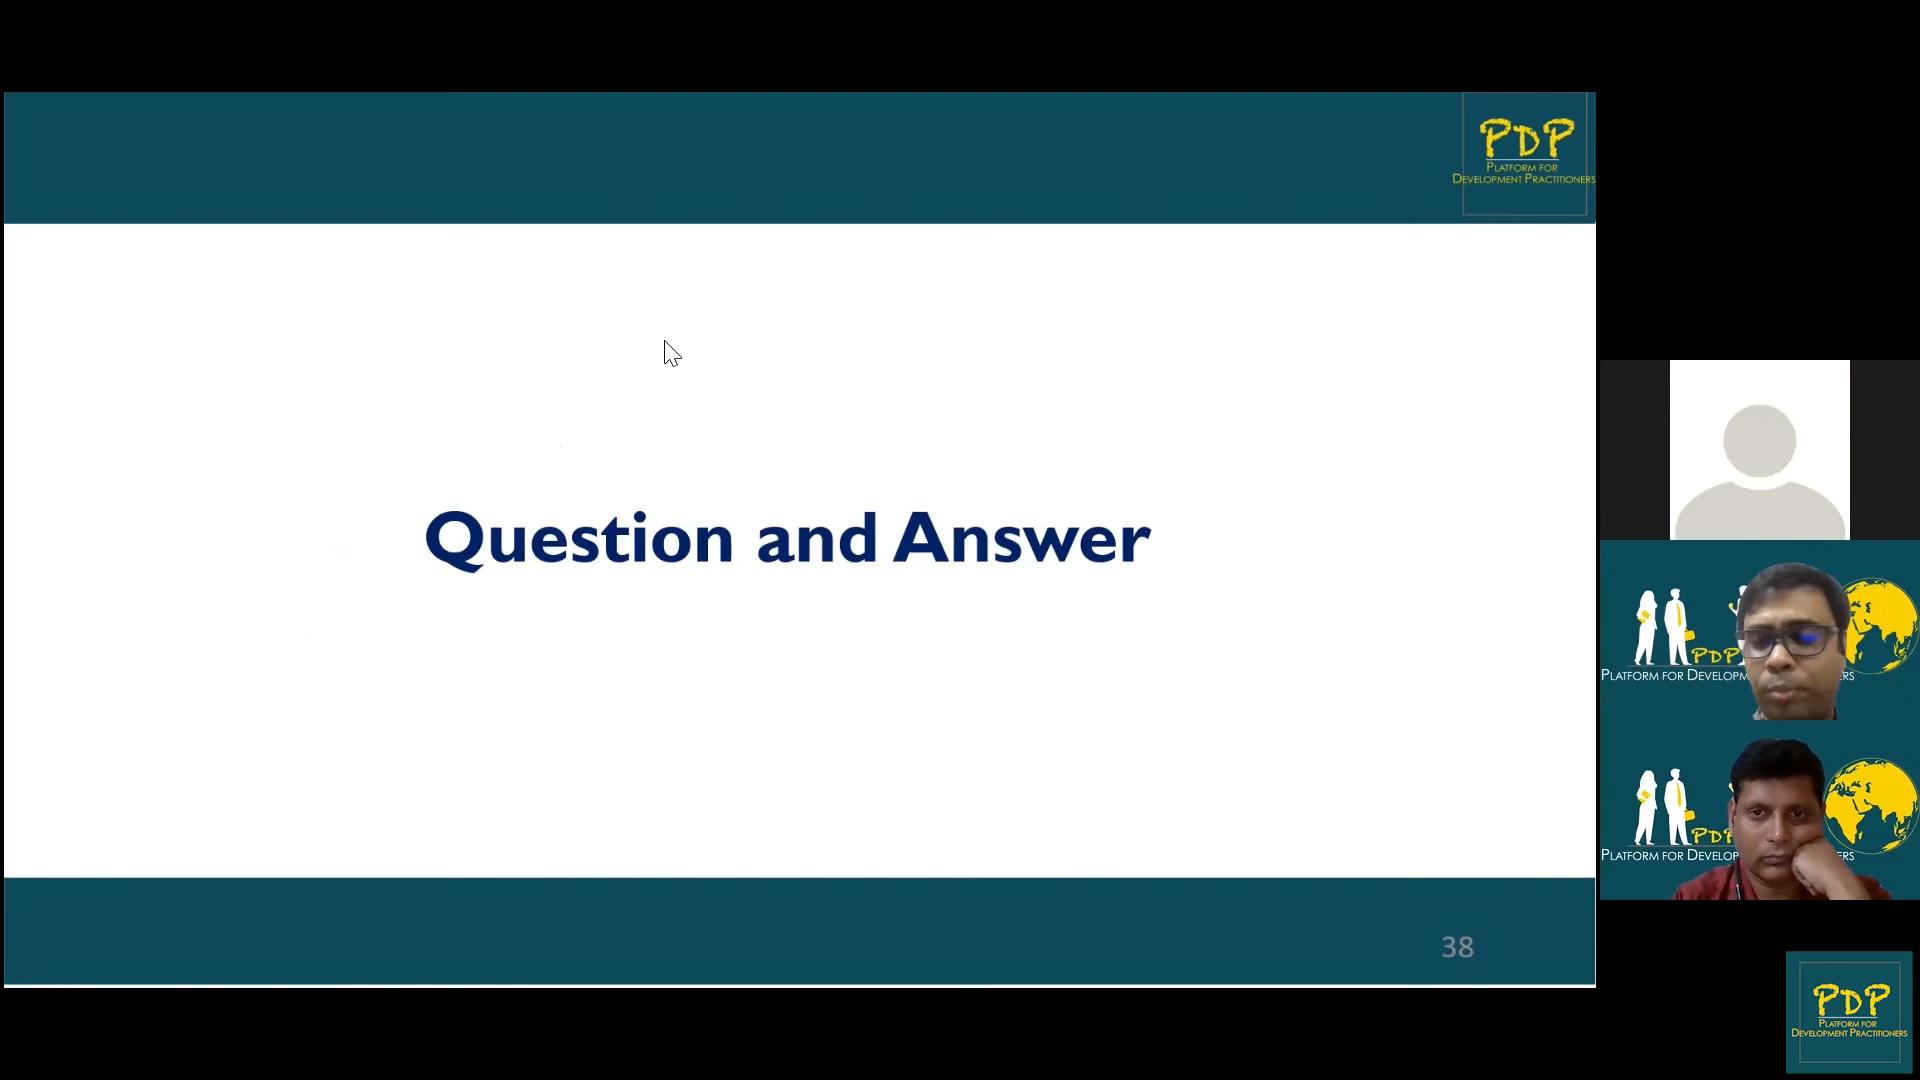 PDP
PLATFORM FOR
DEVELOPMENT PRACTITIONERS
Question and Answer
38
PDP
PLATFORM FOR DEVELOPM
ERS
PDP
PLATFORM FOR DEVELOP
ERS
PDP
PLATFORM FOR
DEVELOPMENT PRACTITIONERS